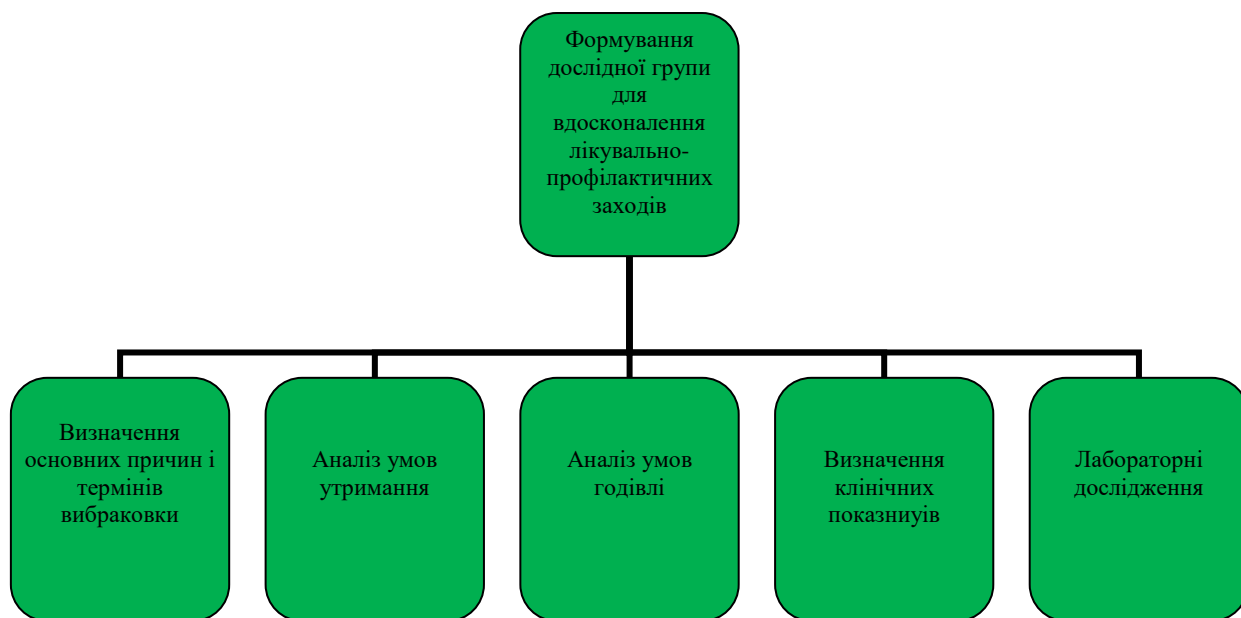 Формування
дослідної групи
для
вдосконалення
лікувально-
профілактичних
заходів
Визначення
основних причин і
термінів
вибраковки
Аналіз умов
утримання
Аналіз умов
годівлі
Визначення
клінічних
показниуів
Лабораторні
дослідження